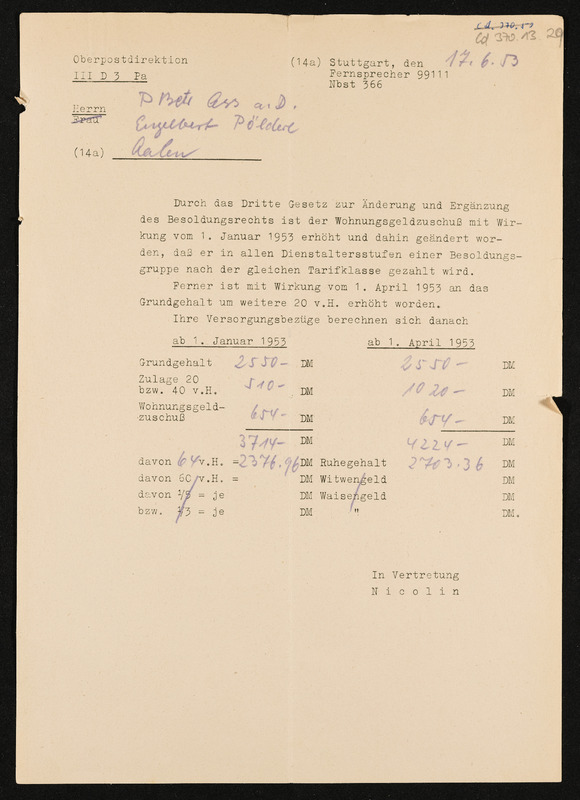 Cd 370.13 20
Oberpostdirektion
III D 3 Pa
(14a) Stuttgart, den 17.6.53
Fernsprecher 99111
Nbst 366
Herrn
Frau
a.D.
Engelbert
(14a) Aalen
Durch das Dritte Gesetz zur Änderung und Ergänzung
des Besoldungsrechts ist der Wohnungsgeldzuschuß mit Wir-
kung vom 1. Januar 1953 erhöht und dahin geändert wor-
den, daß er in allen Dienstaltersstufen einer Besoldungs-
gruppe nach der gleichen Tarifklasse gezahlt wird.
Ferner ist mit Wirkung vom 1. April 1953 an das
Grundgehalt um weitere 20 v.H. erhöht worden.
Ihre Versorgungsbezüge berechnen sich danach
ab 1. Januar 1953 ab 1. April 1953
Grundgehalt 2550- DM 2550- DM
Zulage 20
bzw. 40 v.H. 510- DM 1020- DM
Wohnungsgeld-
zuschuß 654- DM 654- DM
3714- DM 4224- DM
davon 64 v.H. =2376.96 DM Ruhegehalt 2703.36 DM
davon 60 v.H. = DM Witwengeld DM
davon 1/5 = je DM Waisengeld DM
bzw. 1/3 = je DM " DM.
In Vertretung
Nicolin